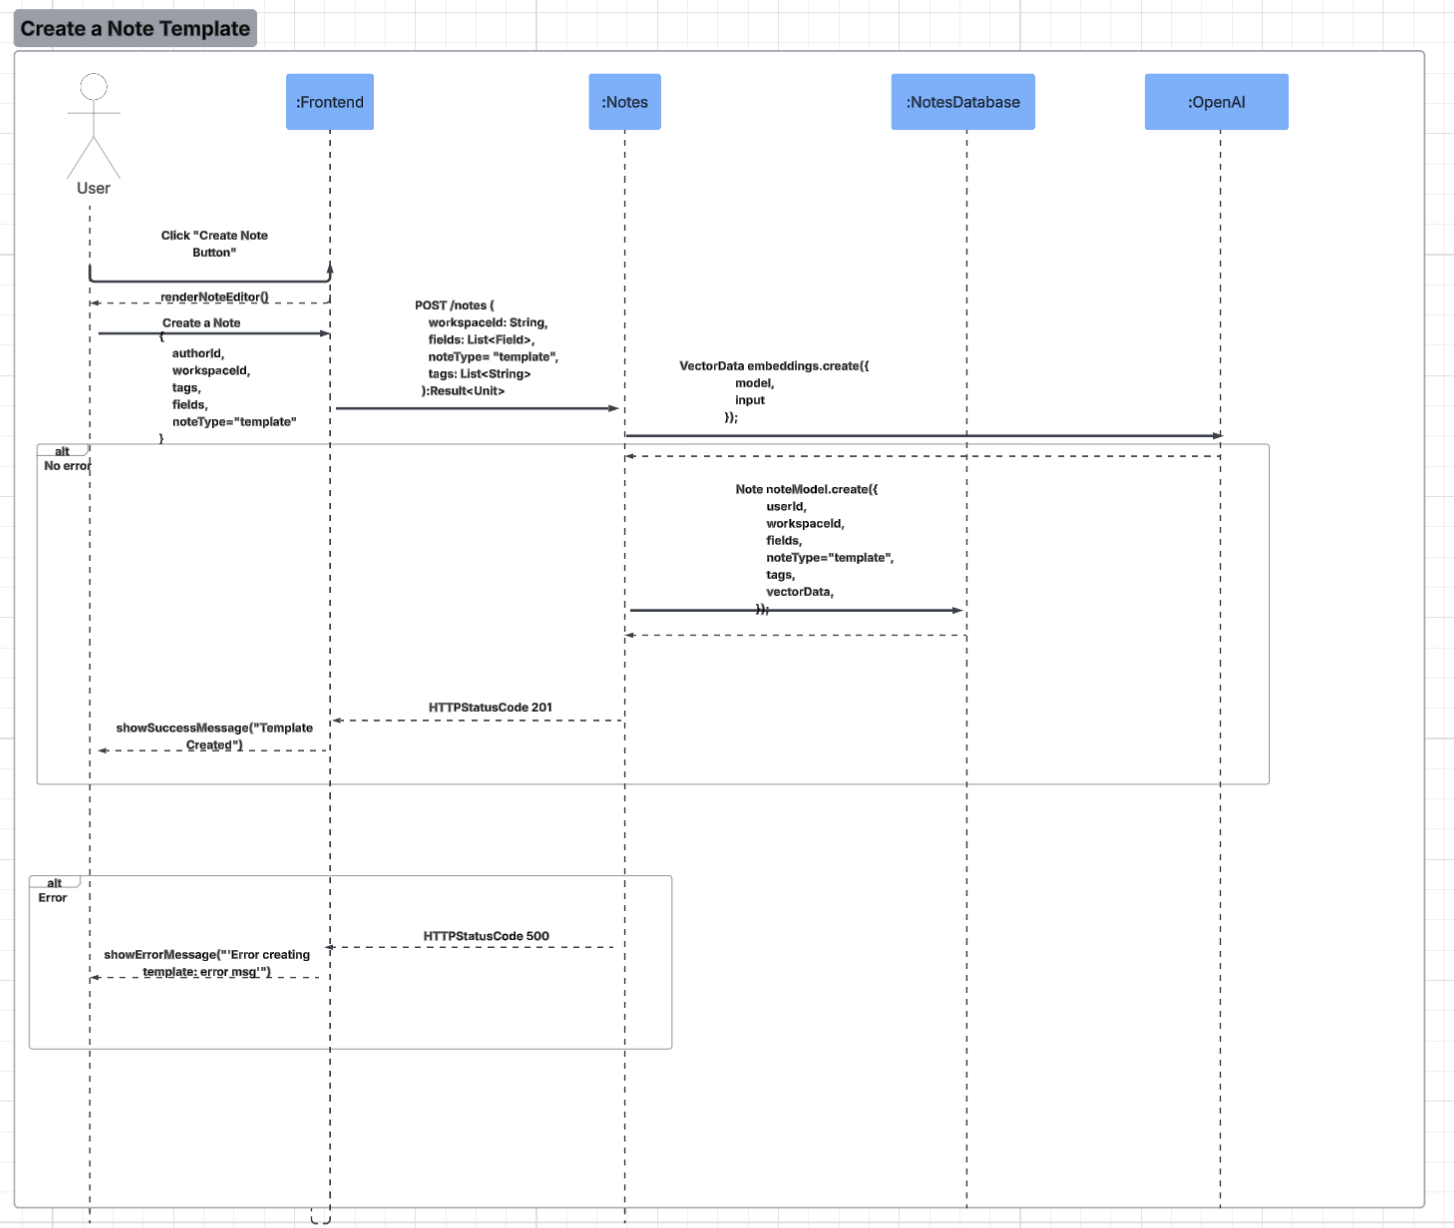 Create a Note Template
:Frontend
:Notes
:NotesDatabase
:OpenAI
User
Click "Create Note
Button"
renderNoteEditor()
Create a Note
{
authorId,
workspaceId,
tags,
fields,
noteType="template"
}
POST /notes (
workspaceId: String,
fields: List<Field>,
noteType= "template",
tags: List<String>
):Result<Unit>
VectorData embeddings.create({
model,
input
});
alt
No error
Note noteModel.create({
userId,
workspaceId,
fields,
noteType="template",
tags,
vectorData,
});
HTTPStatusCode 201
showSuccessMessage("Template
Created")
alt
Error
HTTPStatusCode 500
showErrorMessage("'Error creating
template: error msg'")